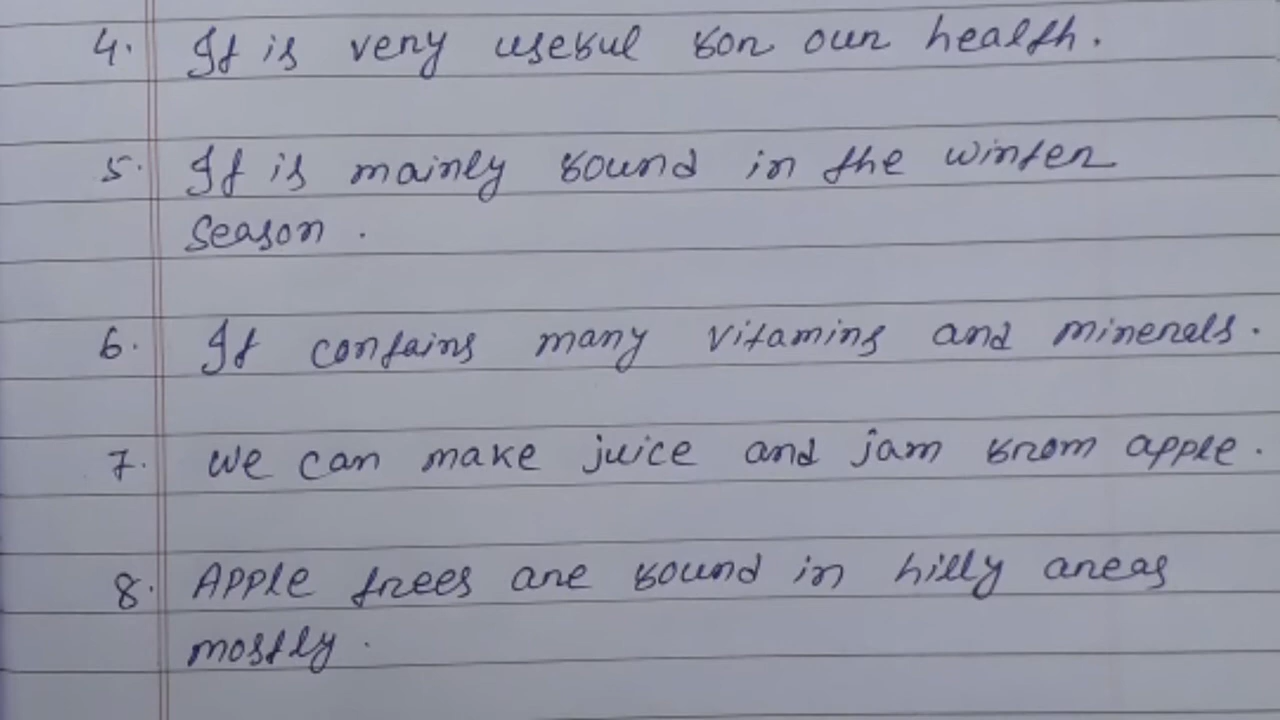 4. It is very useful for our health.
5. It is mainly found in the winter
season.
6. It contains many vitamins and minerals.
7. We can make juice and jam from apple.
8. Apple trees are found in hilly areas
mostly.